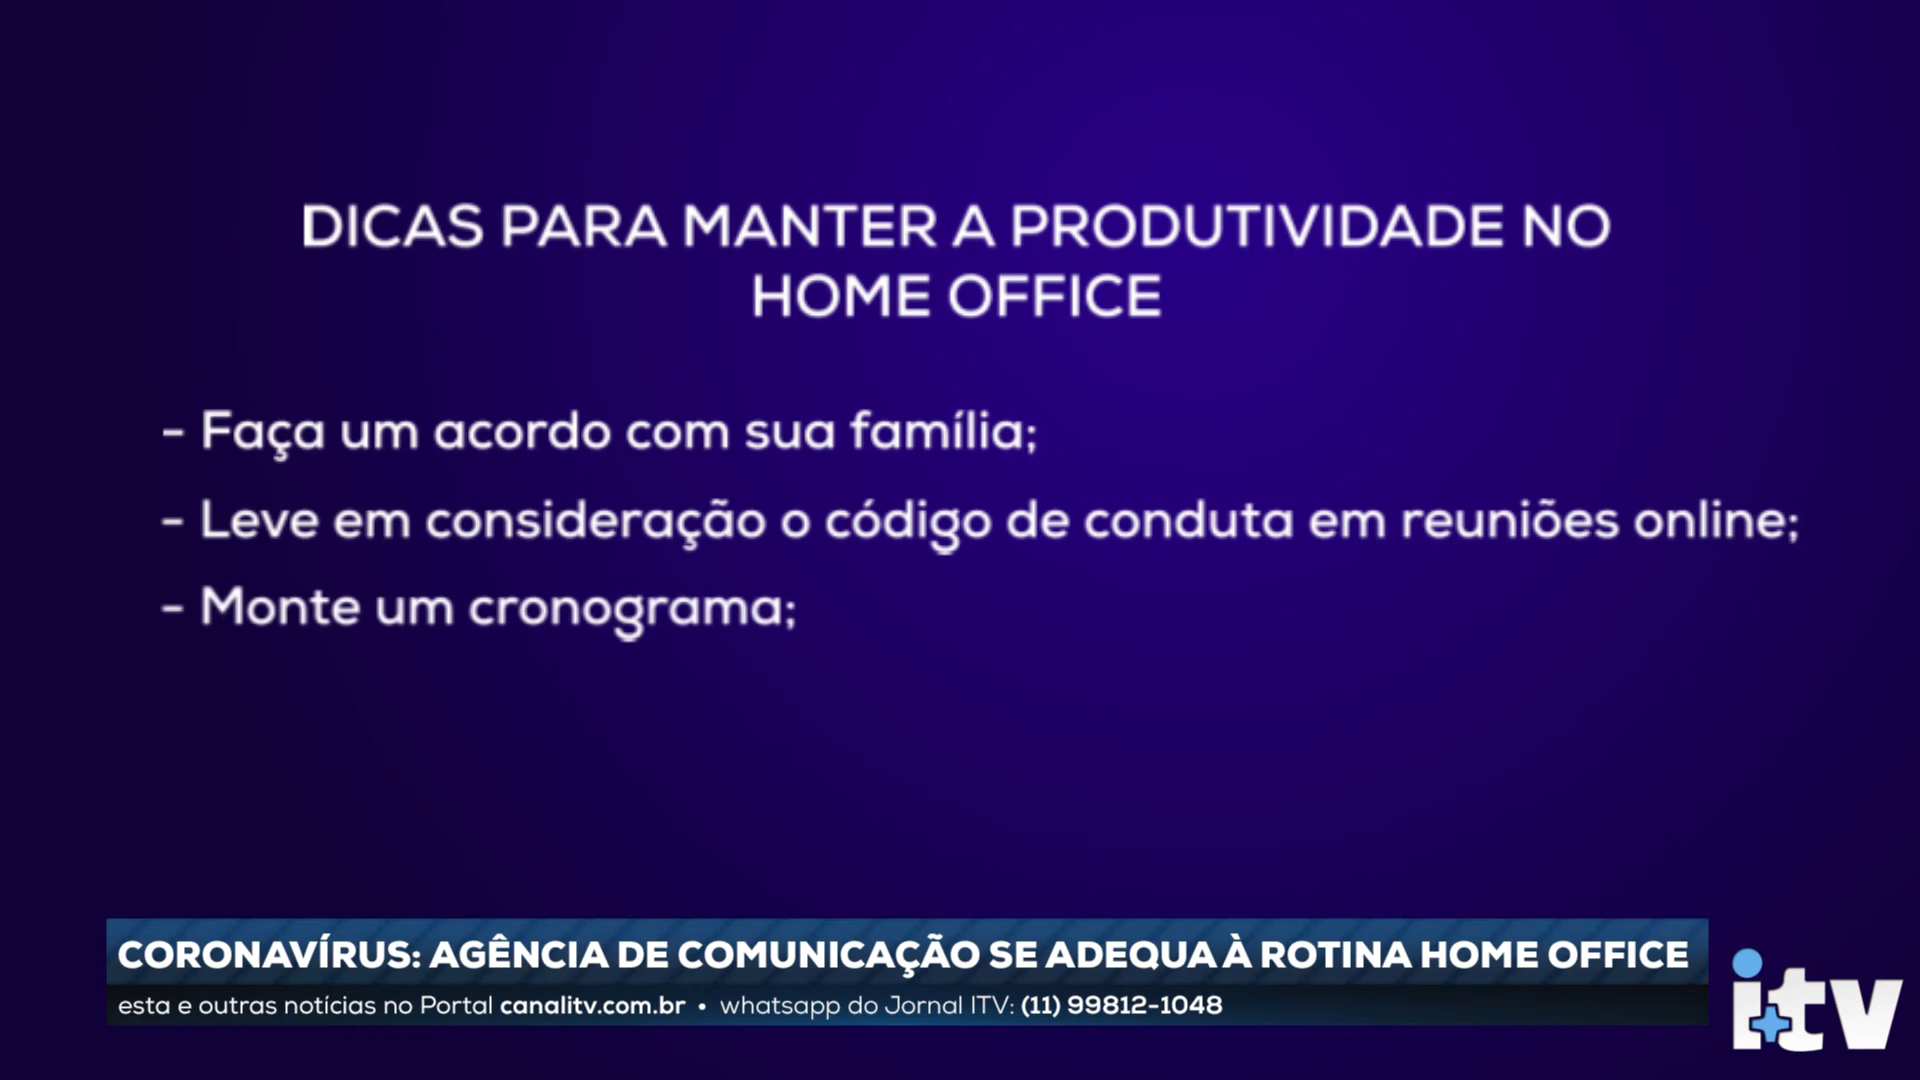 DICAS PARA MANTER A PRODUTIVIDADE NO
HOME OFFICE
- Faça um acordo com sua família;
- Leve em consideração o código de conduta em reuniões online;
- Monte um cronograma;
CORONAVÍRUS: AGÊNCIA DE COMUNICAÇÃO SE ADEQUA À ROTINA HOME OFFICE
esta e outras notícias no Portal canalitv.com.br • whatsapp do Jornal ITV: (11) 99812-1048
itv